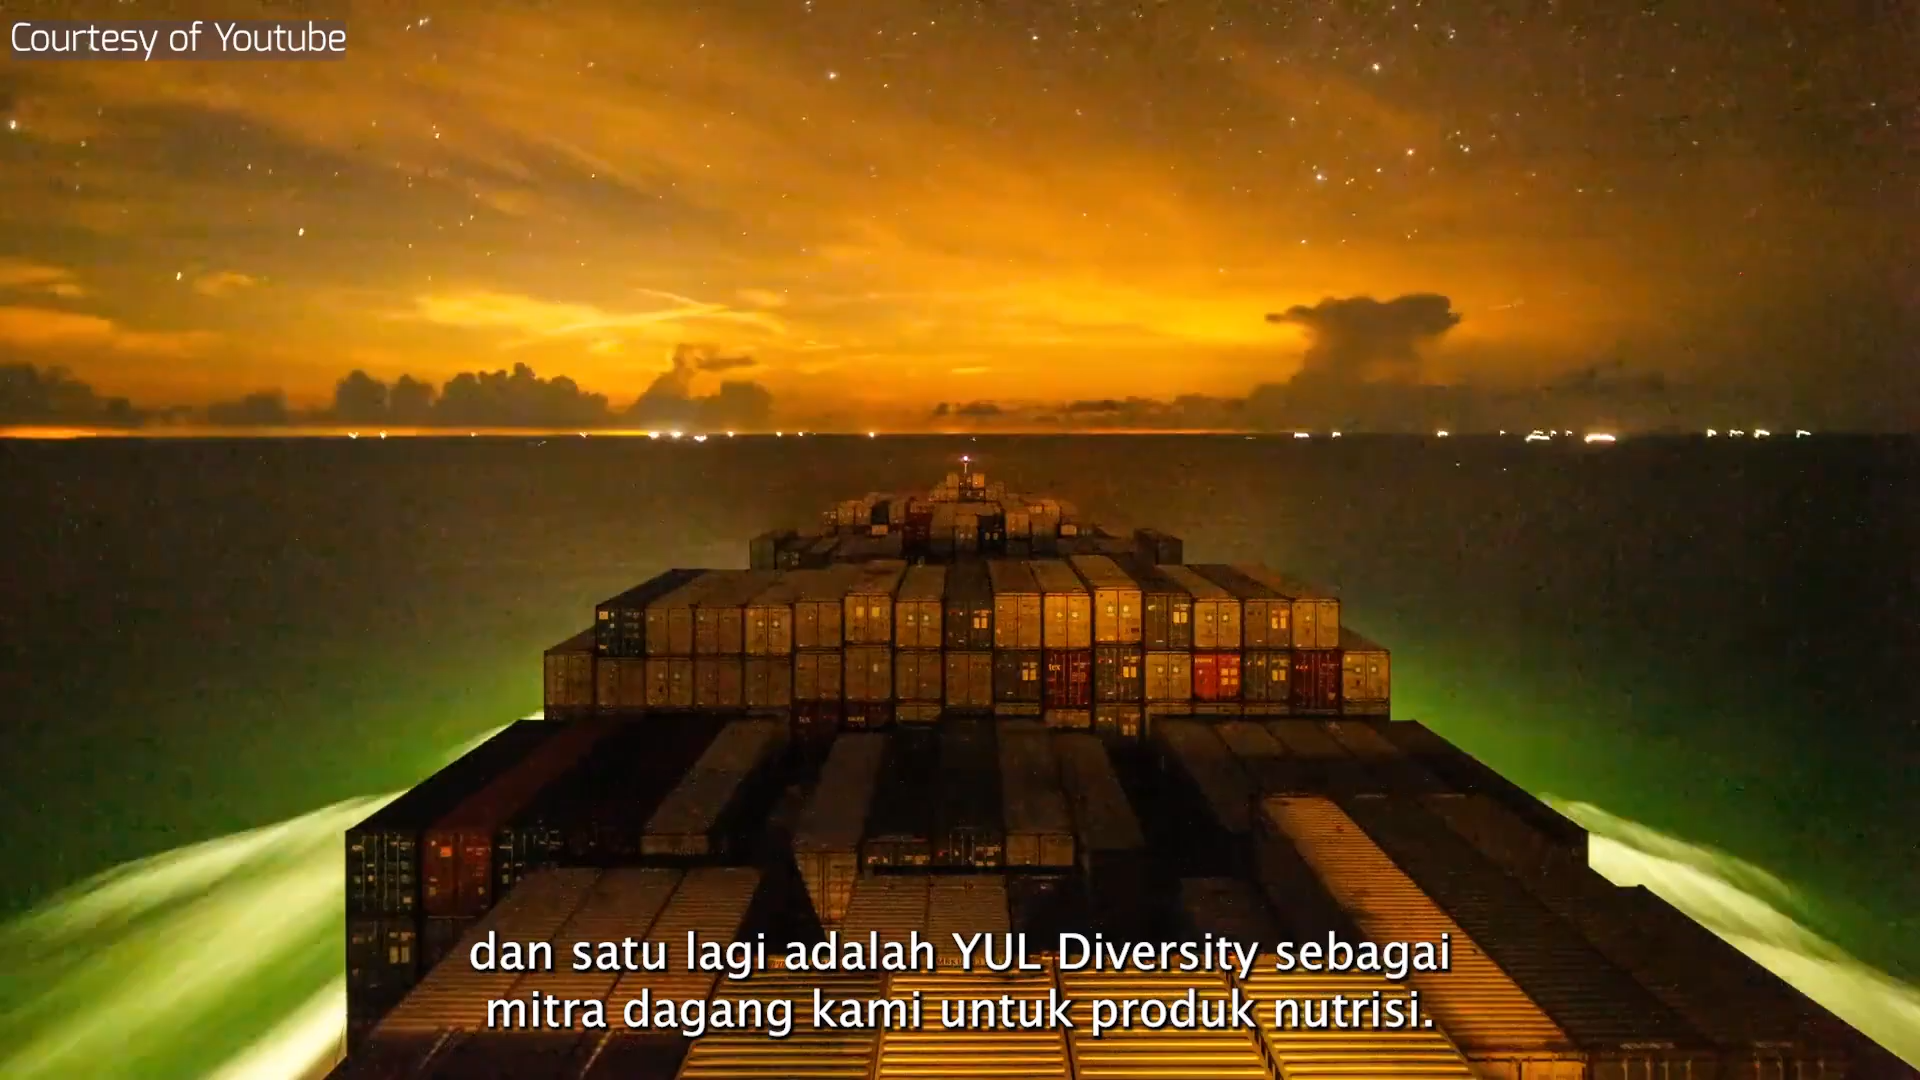 Courtesy of Youtube
dan satu lagi adalah YUL Diversity sebagai
mitra dagang kami untuk produk nutrisi.